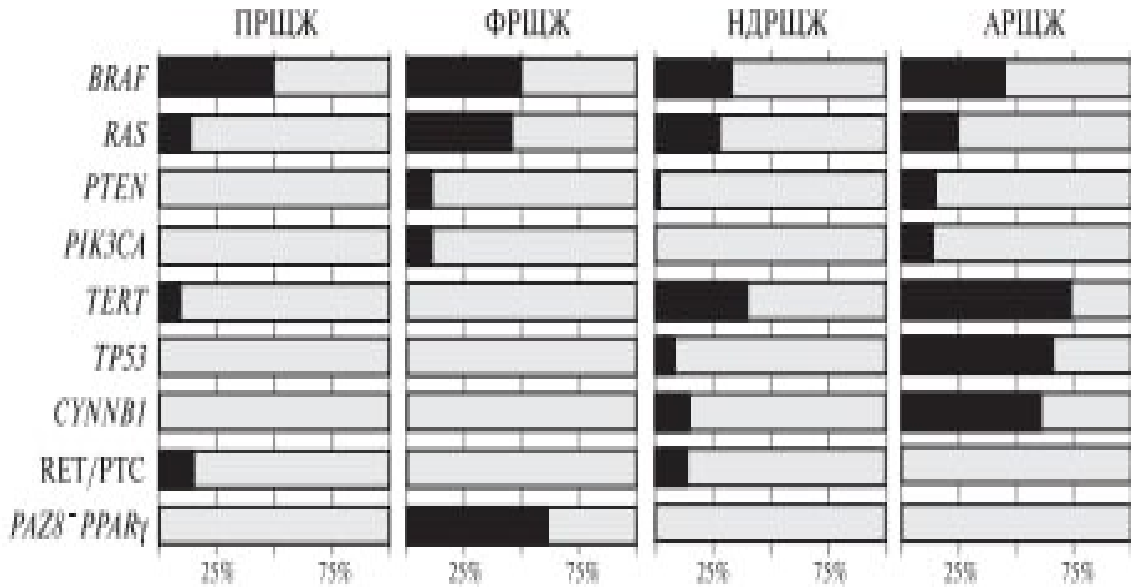 ПРЩЖ ФРЩЖ НДРЩЖ АРЩЖ
BRAF
RAS
PTEN
PIK3CA
TERT
TP53
CYNNB1
RET/PTC
PAZ8-PPARγ
25% 75% 25% 75% 25% 75% 25% 75%